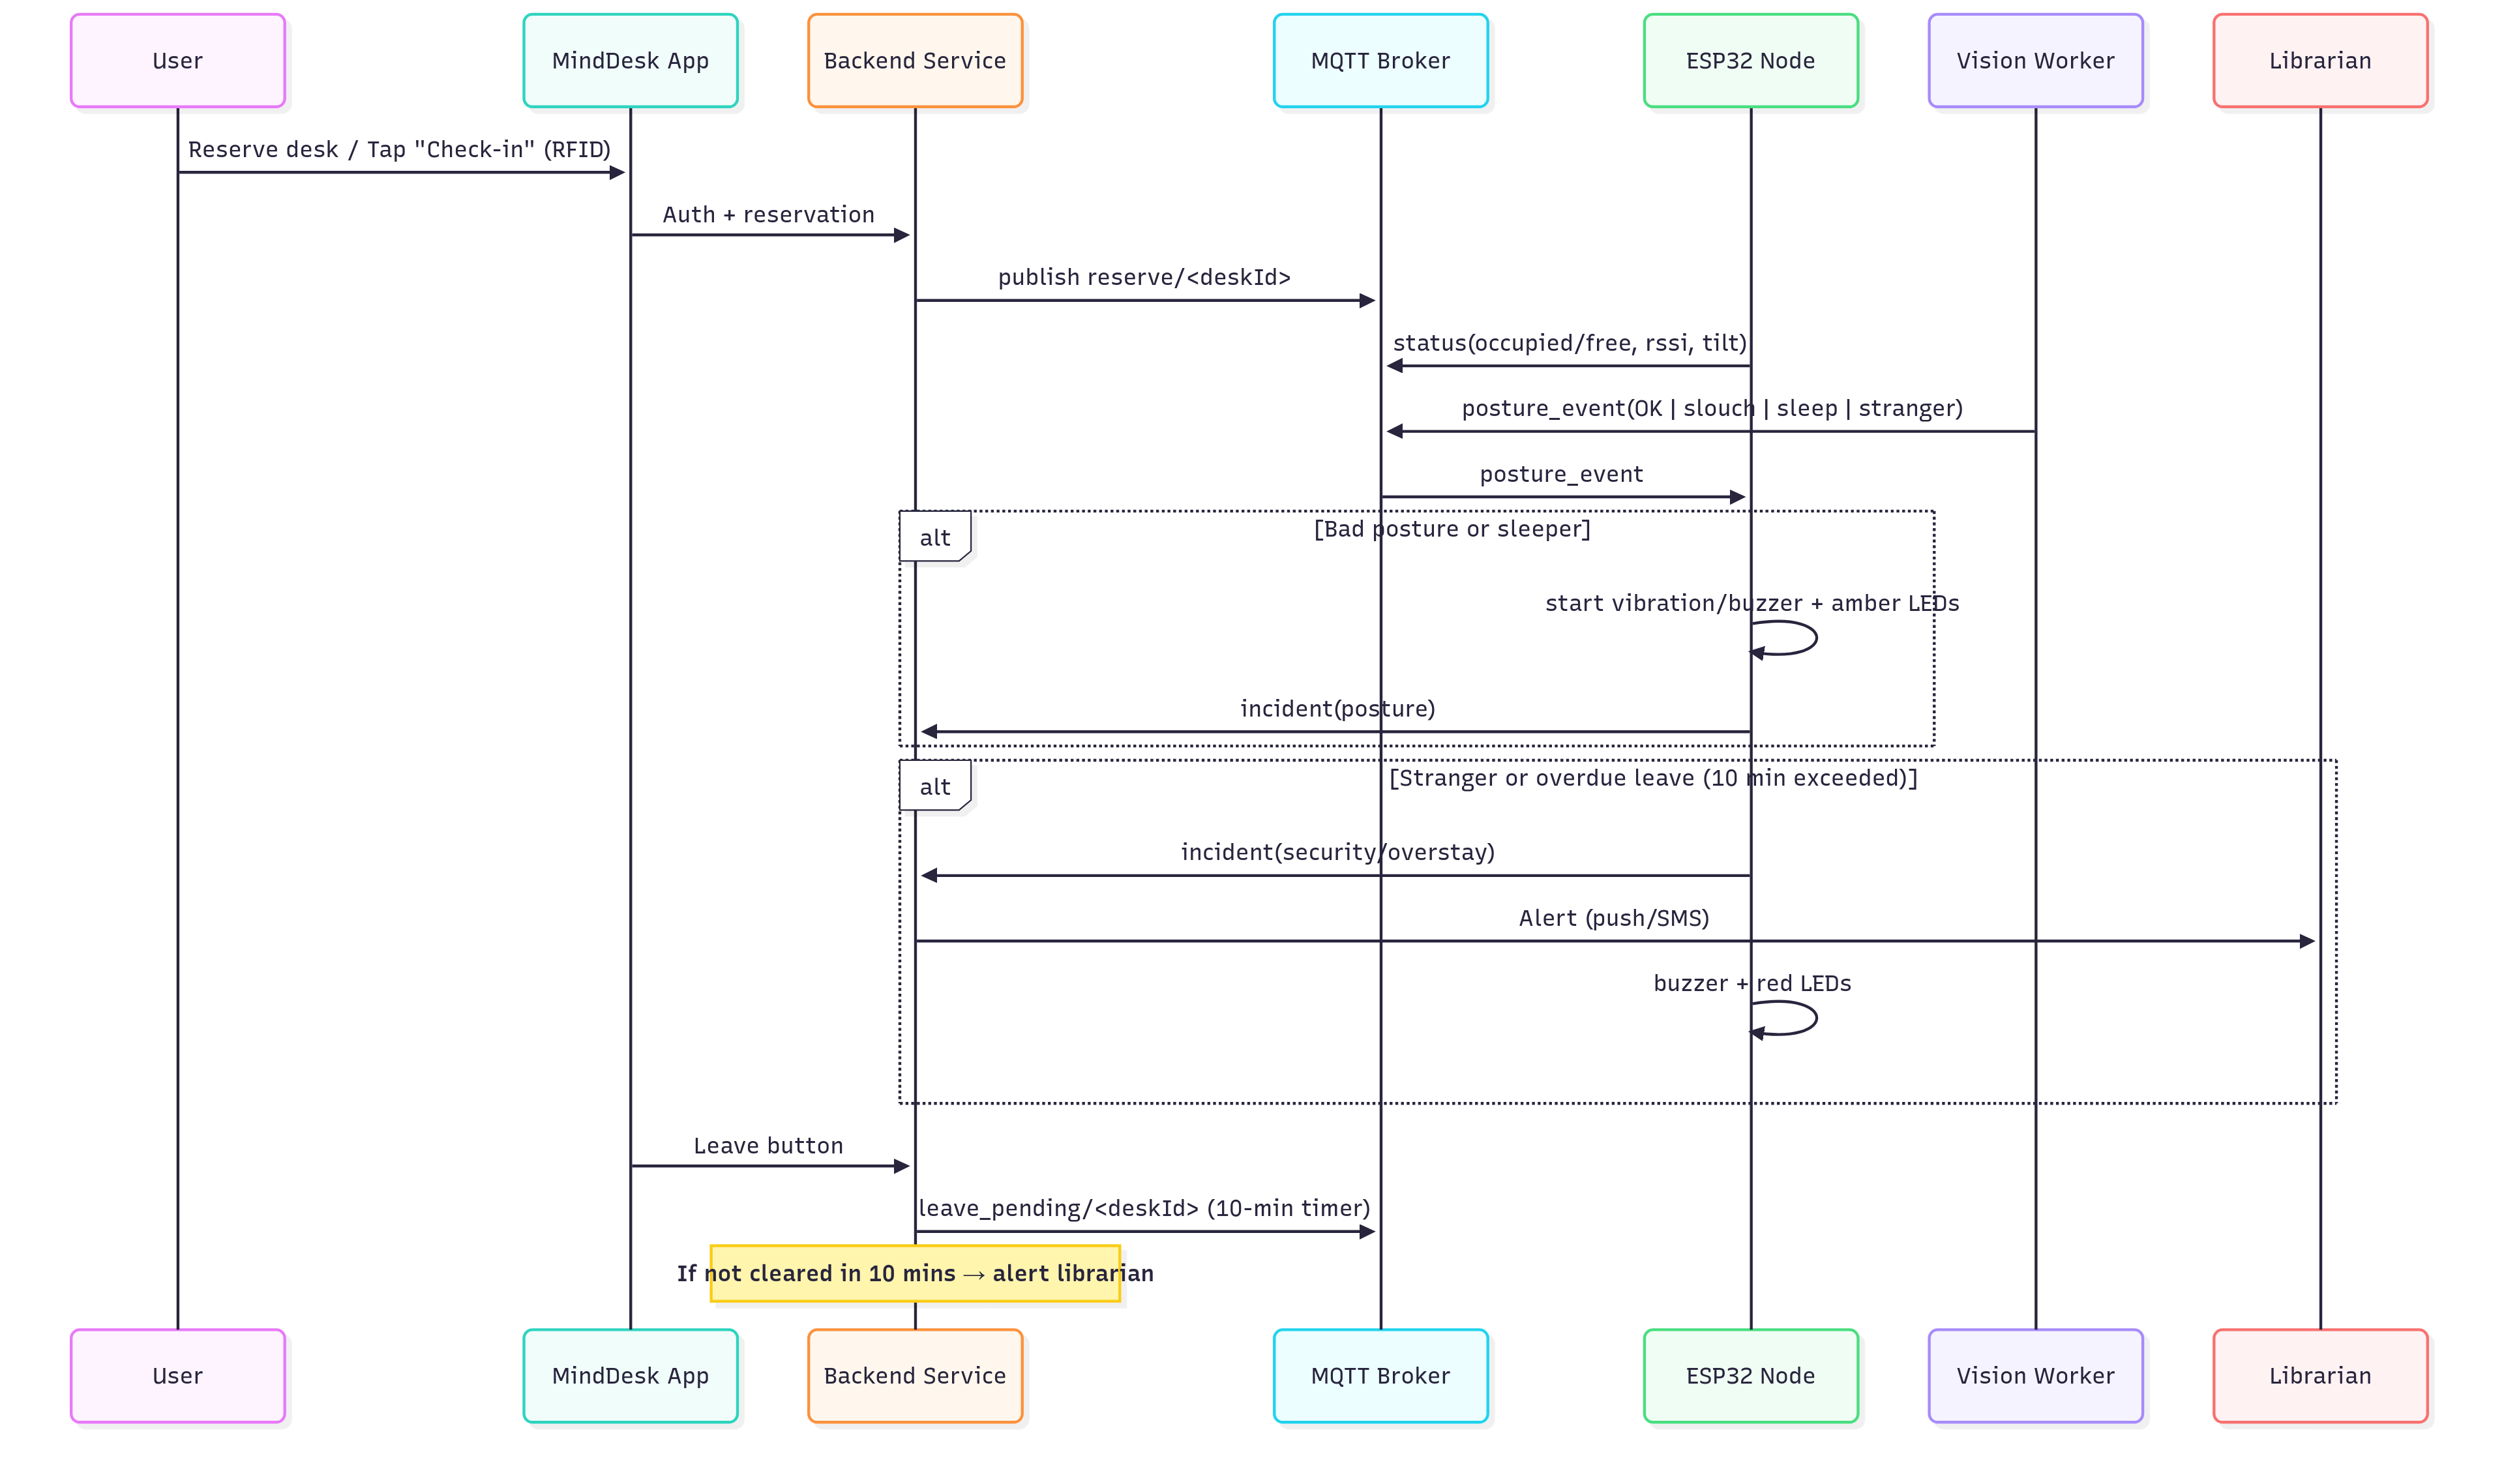 User
MindDesk App
Backend Service
MQTT Broker
ESP32 Node
Vision Worker
Librarian
Reserve desk / Tap "Check-in" (RFID)
Auth + reservation
publish reserve/<deskId>
status(occupied/free, rssi, tilt)
posture_event(OK | slouch | sleep | stranger)
posture_event
alt
[Bad posture or sleeper]
start vibration/buzzer + amber LEDs
incident(posture)
alt
[Stranger or overdue leave (10 min exceeded)]
incident(security/overstay)
Alert (push/SMS)
buzzer + red LEDs
Leave button
leave_pending/<deskId> (10-min timer)
If not cleared in 10 mins → alert librarian
User
MindDesk App
Backend Service
MQTT Broker
ESP32 Node
Vision Worker
Librarian